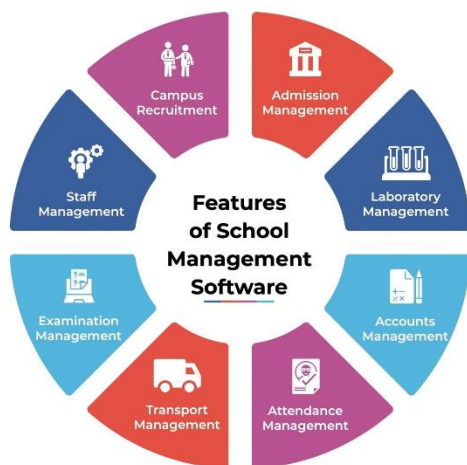 Campus
Recruitment
Admission
Management
Staff
Management
Laboratory
Management
Features
of School
Management
Software
Examination
Management
Accounts
Management
Transport
Management
Attendance
Management